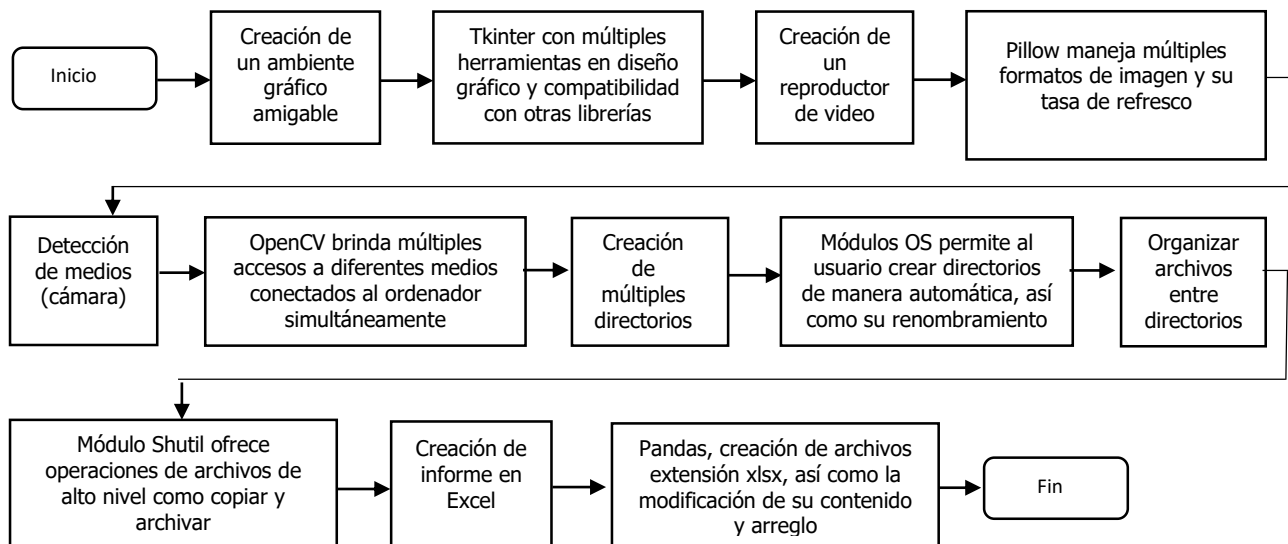 Inicio
Creación de
un ambiente
gráfico
amigable
Tkinter con múltiples
herramientas en diseño
gráfico y compatibilidad
con otras librerías
Creación de
un
reproductor
de video
Pillow maneja múltiples
formatos de imagen y su
tasa de refresco
Detección
de medios
(cámara)
OpenCV brinda múltiples
accesos a diferentes medios
conectados al ordenador
simultáneamente
Creación
de
múltiples
directorios
Módulos OS permite al
usuario crear directorios
de manera automática, así
como su renombramiento
Organizar
archivos
entre
directorios
Módulo Shutil ofrece
operaciones de archivos de
alto nivel como copiar y
archivar
Creación de
informe en
Excel
Pandas, creación de archivos
extensión xlsx, así como la
modificación de su contenido
y arreglo
Fin